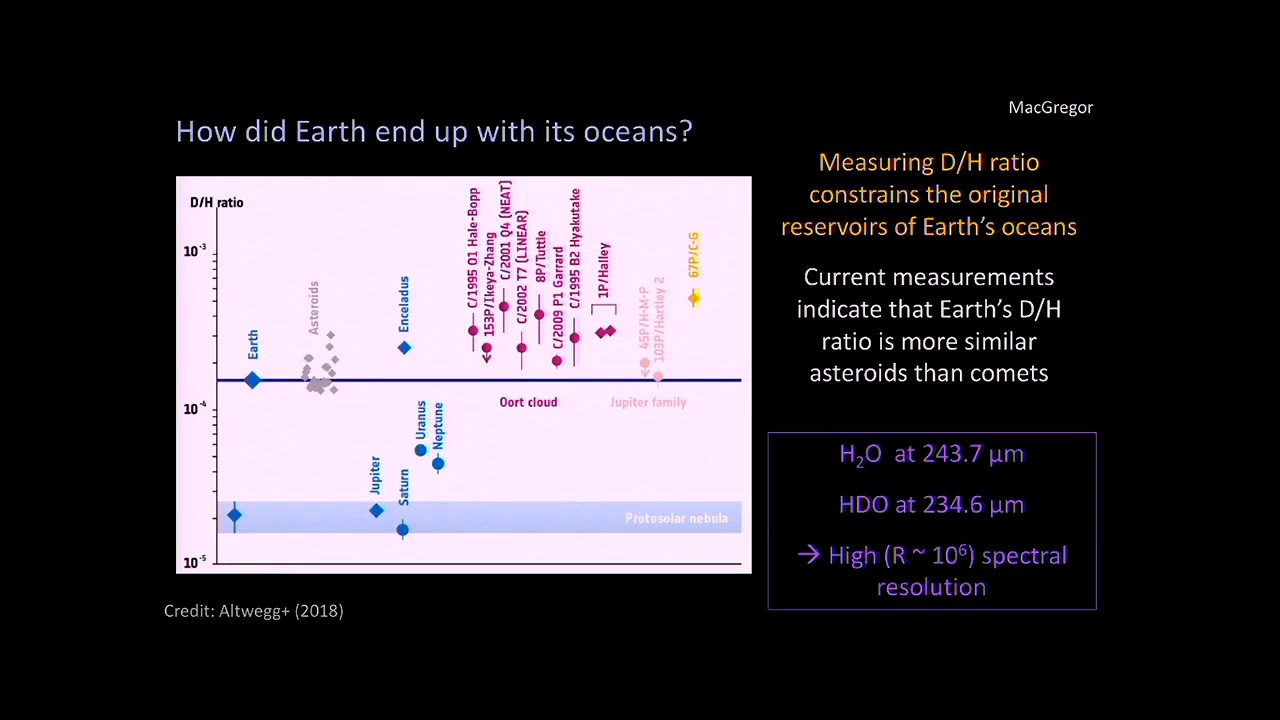 MacGregor
How did Earth end up with its oceans?
D/H ratio
10⁻³
10⁻⁴
10⁻⁵
Earth
Asteroids
Enceladus
Jupiter
Saturn
Uranus
Neptune
C/1995 O1 Hale-Bopp
153P/Ikeya-Zhang
C/2001 Q4 (NEAT)
C/2002 T7 (LINEAR)
8P/Tuttle
C/2009 P1 Garrard
C/1995 B2 Hyakutake
1P/Halley
45P/H-M-P
103P/Hartley 2
67P/C-G
Oort cloud
Jupiter family
Protosolar nebula
Credit: Altwegg+ (2018)
Measuring D/H ratio
constrains the original
reservoirs of Earth's oceans
Current measurements
indicate that Earth's D/H
ratio is more similar
asteroids than comets
H₂O at 243.7 µm
HDO at 234.6 µm
→ High (R ~ 10⁶) spectral
resolution